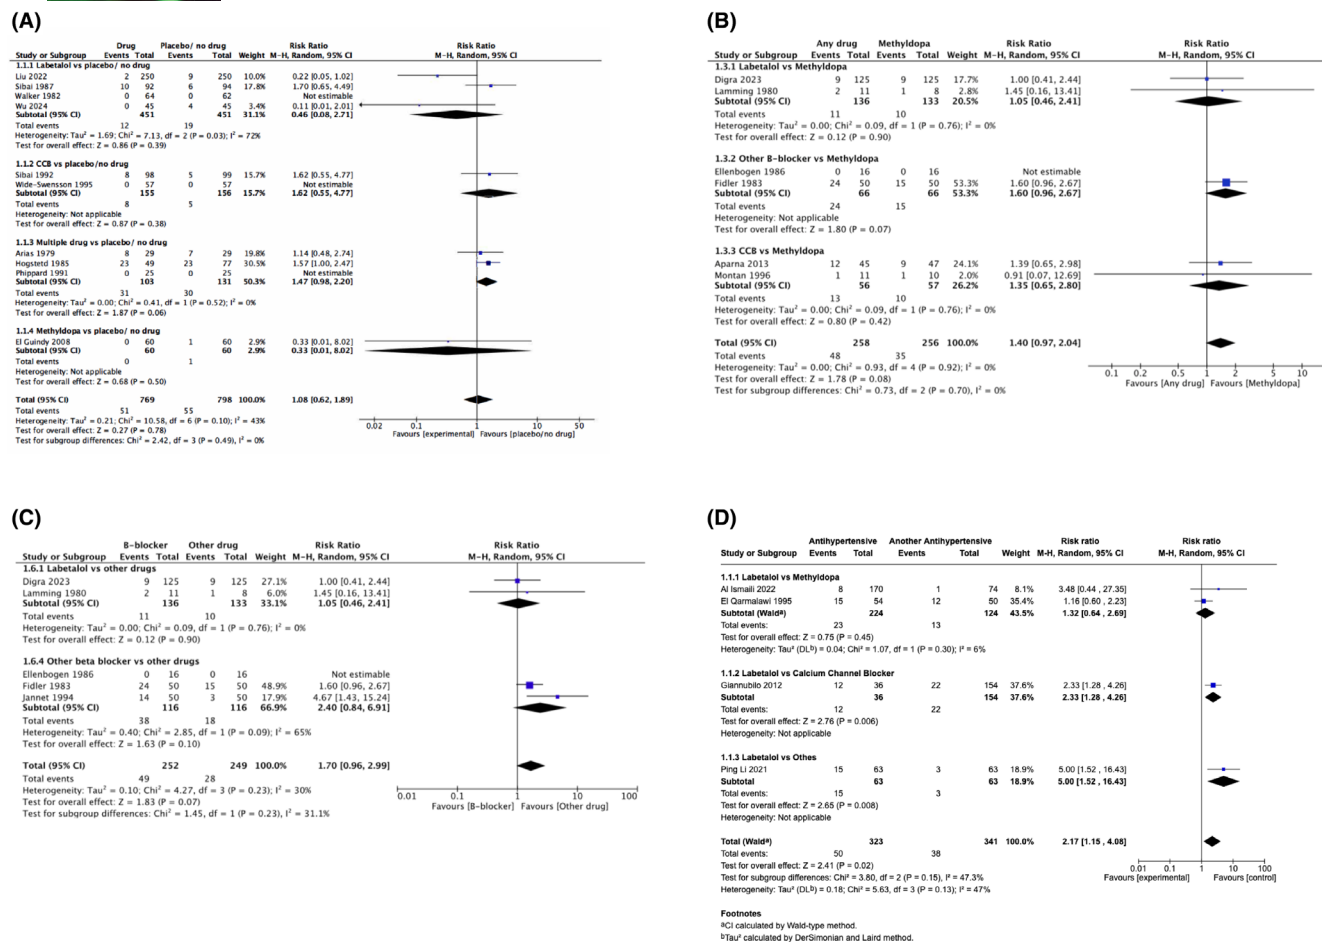 (A)
Drug Placebo/ no drug Risk Ratio Risk Ratio
Study or Subgroup Events Total Events Total Weight M-H, Random, 95% CI M-H, Random, 95% CI
1.1.1 Labetalol vs placebo/ no drug
Liu 2022 2 250 9 250 10.0% 0.22 [0.05, 1.02]
Sibai 1987 10 92 6 94 17.8% 1.70 [0.65, 4.49]
Walker 1982 0 64 0 62 Not estimable
Wu 2024 0 45 4 45 3.4% 0.11 [0.01, 2.01]
Subtotal (95% CI) 451 451 31.1% 0.46 [0.08, 2.71]
Total events 12 19
Heterogeneity: Tau² = 1.69; Chi² = 7.13, df = 2 (P = 0.03); I² = 72%
Test for overall effect: Z = 0.86 (P = 0.39)
1.1.2 CCB vs placebo/no drug
Sibai 1992 8 98 5 99 15.7% 1.62 [0.55, 4.77]
Wide-Swensson 1995 0 57 0 57 Not estimable
Subtotal (95% CI) 155 156 15.7% 1.62 [0.55, 4.77]
Total events 8 5
Heterogeneity: Not applicable
Test for overall effect: Z = 0.87 (P = 0.38)
1.1.3 Multiple drug vs placebo/ no drug
Arias 1979 8 29 7 29 19.8% 1.14 [0.48, 2.74]
Hogstetd 1985 23 49 23 77 30.5% 1.57 [1.00, 2.47]
Phippard 1991 0 25 0 25 Not estimable
Subtotal (95% CI) 103 131 50.3% 1.47 [0.98, 2.20]
Total events 31 30
Heterogeneity: Tau² = 0.00; Chi² = 0.41, df = 1 (P = 0.52); I² = 0%
Test for overall effect: Z = 1.87 (P = 0.06)
1.1.4 Methyldopa vs placebo/ no drug
El Guindy 2008 0 60 1 60 2.9% 0.33 [0.01, 8.02]
Subtotal (95% CI) 60 60 2.9% 0.33 [0.01, 8.02]
Total events 0 1
Heterogeneity: Not applicable
Test for overall effect: Z = 0.68 (P = 0.50)
Total (95% CI) 769 798 100.0% 1.08 [0.62, 1.89]
Total events 51 55
Heterogeneity: Tau² = 0.21; Chi² = 10.58, df = 6 (P = 0.10); I² = 43%
Test for overall effect: Z = 0.27 (P = 0.78)
Test for subgroup differences: Chi² = 2.42, df = 3 (P = 0.49), I² = 0%
0.02 0.1 1 10 50
Favours [experimental] Favours [placebo/no drug]
(B)
Any drug Methyldopa Risk Ratio Risk Ratio
Study or Subgroup Events Total Events Total Weight M-H, Random, 95% CI M-H, Random, 95% CI
1.3.1 Labetalol vs Methyldopa
Digra 2023 9 125 9 125 17.7% 1.00 [0.41, 2.44]
Lamming 1980 2 11 1 8 2.8% 1.45 [0.16, 13.41]
Subtotal (95% CI) 136 133 20.5% 1.05 [0.46, 2.41]
Total events 11 10
Heterogeneity: Tau² = 0.00; Chi² = 0.09, df = 1 (P = 0.76); I² = 0%
Test for overall effect: Z = 0.12 (P = 0.90)
1.3.2 Other B-blocker vs Methyldopa
Ellenbogen 1986 0 16 0 16 Not estimable
Fidler 1983 24 50 15 50 53.3% 1.60 [0.96, 2.67]
Subtotal (95% CI) 66 66 53.3% 1.60 [0.96, 2.67]
Total events 24 15
Heterogeneity: Not applicable
Test for overall effect: Z = 1.80 (P = 0.07)
1.3.3 CCB vs Methyldopa
Aparna 2013 12 45 9 47 24.1% 1.39 [0.65, 2.98]
Montan 1996 1 11 1 10 2.0% 0.91 [0.07, 12.69]
Subtotal (95% CI) 56 57 26.2% 1.35 [0.65, 2.80]
Total events 13 10
Heterogeneity: Tau² = 0.00; Chi² = 0.09, df = 1 (P = 0.76); I² = 0%
Test for overall effect: Z = 0.80 (P = 0.42)
Total (95% CI) 258 256 100.0% 1.40 [0.97, 2.04]
Total events 48 35
Heterogeneity: Tau² = 0.00; Chi² = 0.93, df = 4 (P = 0.92); I² = 0%
Test for overall effect: Z = 1.78 (P = 0.08)
Test for subgroup differences: Chi² = 0.73, df = 2 (P = 0.70), I² = 0%
0.1 0.2 0.5 1 2 5 10
Favours [Any drug] Favours [Methyldopa]
(C)
B-blocker Other drug Risk Ratio Risk Ratio
Study or Subgroup Events Total Events Total Weight M-H, Random, 95% CI M-H, Random, 95% CI
1.6.1 Labetalol vs other drugs
Digra 2023 9 125 9 125 27.1% 1.00 [0.41, 2.44]
Lamming 1980 2 11 1 8 6.0% 1.45 [0.16, 13.41]
Subtotal (95% CI) 136 133 33.1% 1.05 [0.46, 2.41]
Total events 11 10
Heterogeneity: Tau² = 0.00; Chi² = 0.09, df = 1 (P = 0.76); I² = 0%
Test for overall effect: Z = 0.12 (P = 0.90)
1.6.4 Other beta blocker vs other drugs
Ellenbogen 1986 0 16 0 16 Not estimable
Fidler 1983 24 50 15 50 48.9% 1.60 [0.96, 2.67]
Jannet 1994 14 50 3 50 17.9% 4.67 [1.43, 15.24]
Subtotal (95% CI) 116 116 66.9% 2.40 [0.84, 6.91]
Total events 38 18
Heterogeneity: Tau² = 0.40; Chi² = 2.85, df = 1 (P = 0.09); I² = 65%
Test for overall effect: Z = 1.63 (P = 0.10)
Total (95% CI) 252 249 100.0% 1.70 [0.96, 2.99]
Total events 49 28
Heterogeneity: Tau² = 0.10; Chi² = 4.27, df = 3 (P = 0.23); I² = 30%
Test for overall effect: Z = 1.83 (P = 0.07)
Test for subgroup differences: Chi² = 1.45, df = 1 (P = 0.23), I² = 31.1%
0.01 0.1 1 10 100
Favours [B-blocker] Favours [Other drug]
(D)
Antihypertensive Another Antihypertensive Risk Ratio Risk Ratio
Study or Subgroup Events Total Events Total Weight M-H, Random, 95% CI M-H, Random, 95% CI
1.1.1 Labetalol vs Methyldopa
Al Ismaili 2022 8 170 1 74 8.1% 3.48 [0.44 , 27.35]
El Qarmalawi 1995 15 54 12 50 35.4% 1.16 [0.60 , 2.23]
Subtotal (Waldᵃ) 224 124 43.5% 1.32 [0.64 , 2.69]
Total events: 23 13
Test for overall effect: Z = 0.75 (P = 0.45)
Heterogeneity: Tau² (DLᵇ) = 0.04; Chi² = 1.07, df = 1 (P = 0.30); I² = 6%
1.1.2 Labetalol vs Calcium Channel Blocker
Giannubilo 2012 12 36 22 154 37.6% 2.33 [1.28 , 4.26]
Subtotal 36 154 37.6% 2.33 [1.28 , 4.26]
Total events: 12 22
Test for overall effect: Z = 2.76 (P = 0.006)
Heterogeneity: Not applicable
1.1.3 Labetalol vs Othes
Ping Li 2021 15 63 3 63 18.9% 5.00 [1.52 , 16.43]
Subtotal 63 63 18.9% 5.00 [1.52 , 16.43]
Total events: 15 3
Test for overall effect: Z = 2.65 (P = 0.008)
Heterogeneity: Not applicable
Total (Waldᵃ) 323 341 100.0% 2.17 [1.15 , 4.08]
Total events: 50 38
Test for overall effect: Z = 2.41 (P = 0.02)
Test for subgroup differences: Chi² = 3.80, df = 2 (P = 0.15), I² = 47.3%
Heterogeneity: Tau² (DLᵇ) = 0.18; Chi² = 5.63, df = 3 (P = 0.13); I² = 47%
0.01 0.1 1 10 100
Favours [experimental] Favours [control]
Footnotes
ᵃCI calculated by Wald-type method.
ᵇTau² calculated by DerSimonian and Laird method.